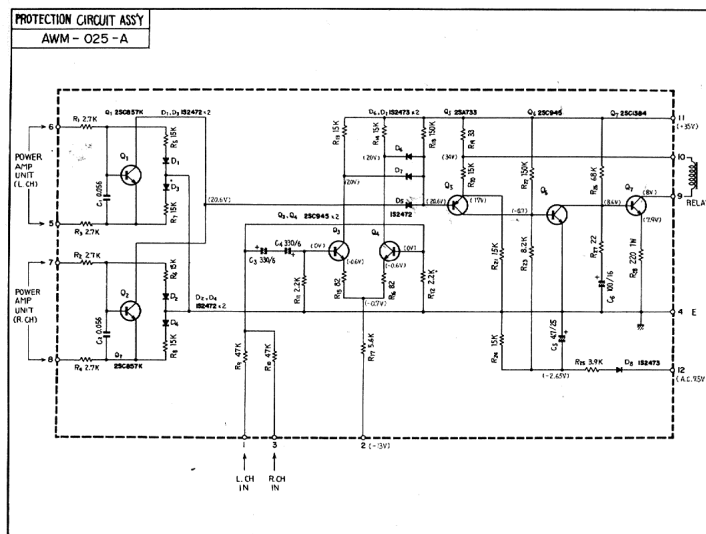 PROTECTION CIRCUIT ASS'Y
AWM-025-A
Q1 2SC857K
D1, D3 1S2472×2
D6, D7 1S2473×2
Q5 2SA733
Q6 2SC945
Q7 2SC1384
R1 2.7K
R5 15K
R13 15K
R14 15K
R18 150K
R19 33
11
(+35V)
6
Q1
D1
D6
(20V)
(34V)
10
R20 15K
R22 150K
R26 68K
POWER
AMP
UNIT
(L.CH)
C1 0.056
D3
D7
(20V)
Q5
Q6
Q7
(8V)
9
RELAY
R7 15K
(20.6V)
D5
1S2472
(20.6V)
(17V)
(8.4V)
(7.9V)
5
R3 2.7K
Q3, Q4 2SC945×2
Q3
Q4
7
R2 2.7K
R6 15K
C3 330/6
C4 330/6
(0V)
(0V)
R21 15K
R23 8.2K
R27 22
R28 220 1W
POWER
AMP
UNIT
(R.CH)
Q2
C2 0.056
D2
D2, D4
1S2472×2
D4
R11 2.2K
(-0.6V)
R15 82
(-0.6V)
R16 82
R12 2.2K
(-0.7V)
C6 100/16
4
E
R8 15K
R9 47K
R10 47K
R17 5.6K
R24 15K
C5 47/25
8
R4 2.7K
2SC857K
(-2.65V)
R25 3.9K
D8 1S2473
12
1
3
2
(-13V)
L.CH
IN
R.CH
IN